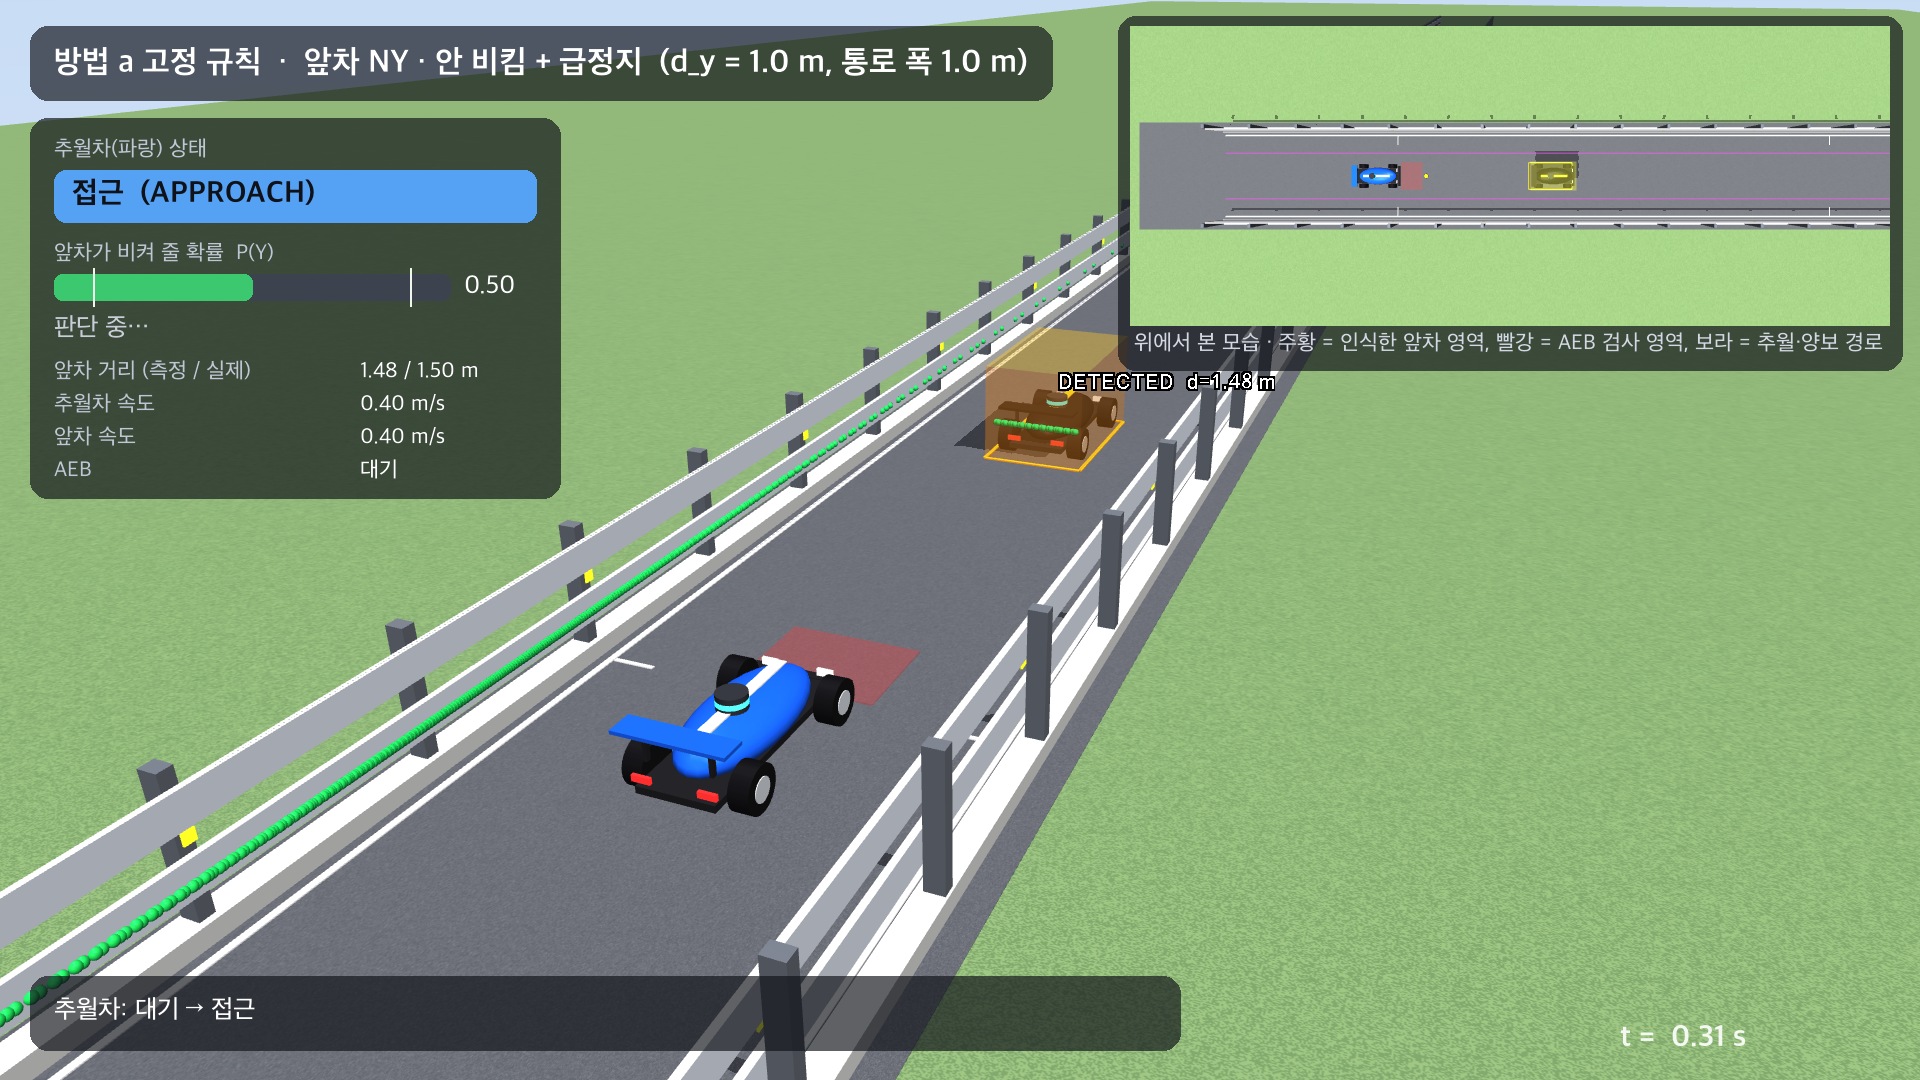 방법 a 고정 규칙 · 앞차 NY · 안 비킴 + 급정지 (d_y = 1.0 m, 통로 폭 1.0 m)
추월차(파랑) 상태
접근 (APPROACH)
앞차가 비켜 줄 확률 P(Y)
0.50
판단 중···
앞차 거리 (측정 / 실제) 1.48 / 1.50 m
추월차 속도 0.40 m/s
앞차 속도 0.40 m/s
AEB 대기
위에서 본 모습 · 주황 = 인식한 앞차 영역, 빨강 = AEB 검사 영역, 보라 = 추월·양보 경로
DETECTED d=1.48 m
추월차: 대기 → 접근
t = 0.31 s